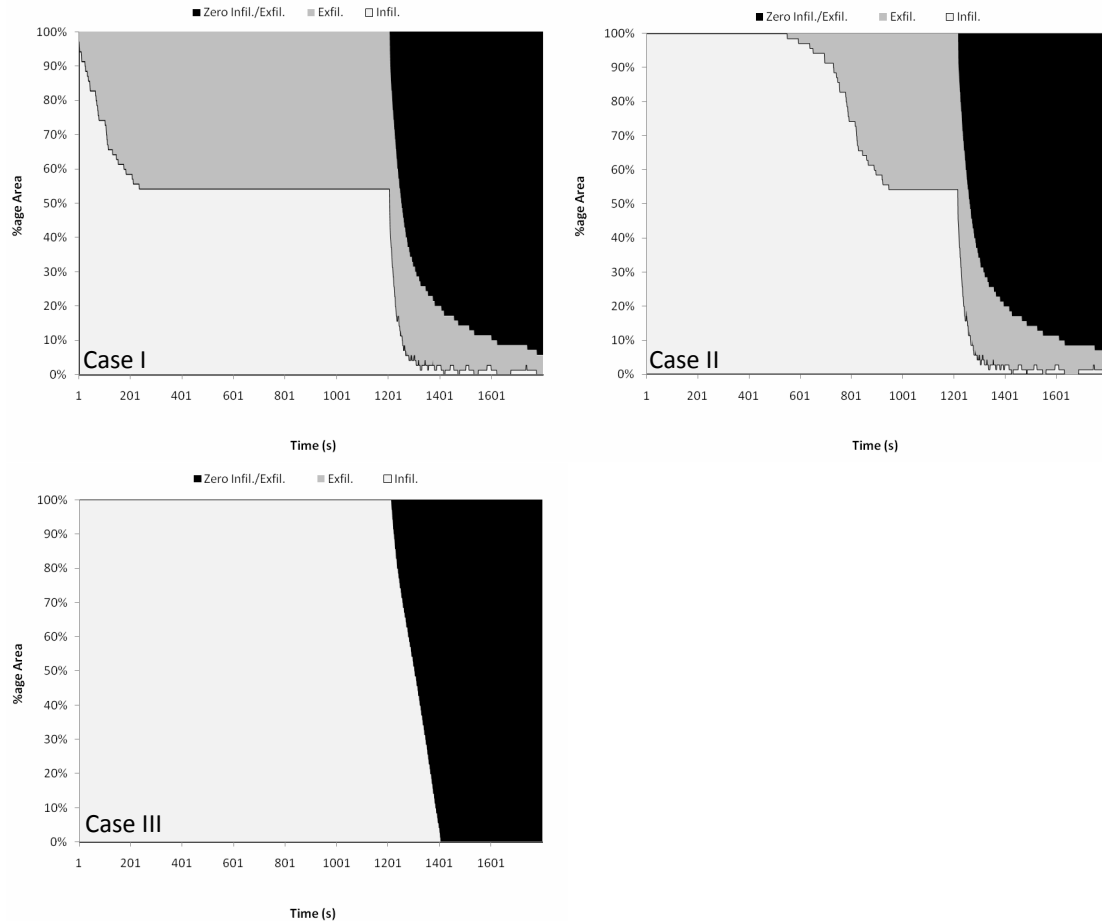 Zero Infil./Exfil. Exfil. Infil.
100%
90%
80%
70%
60%
50%
40%
30%
20%
10%
0%
%age Area
Case I
1 201 401 601 801 1001 1201 1401 1601
Time (s)
Zero Infil./Exfil. Exfil. Infil.
100%
90%
80%
70%
60%
50%
40%
30%
20%
10%
0%
%age Area
Case II
1 201 401 601 801 1001 1201 1401 1601
Time (s)
Zero Infil./Exfil. Exfil. Infil.
100%
90%
80%
70%
60%
50%
40%
30%
20%
10%
0%
%age Area
Case III
1 201 401 601 801 1001 1201 1401 1601
Time (s)